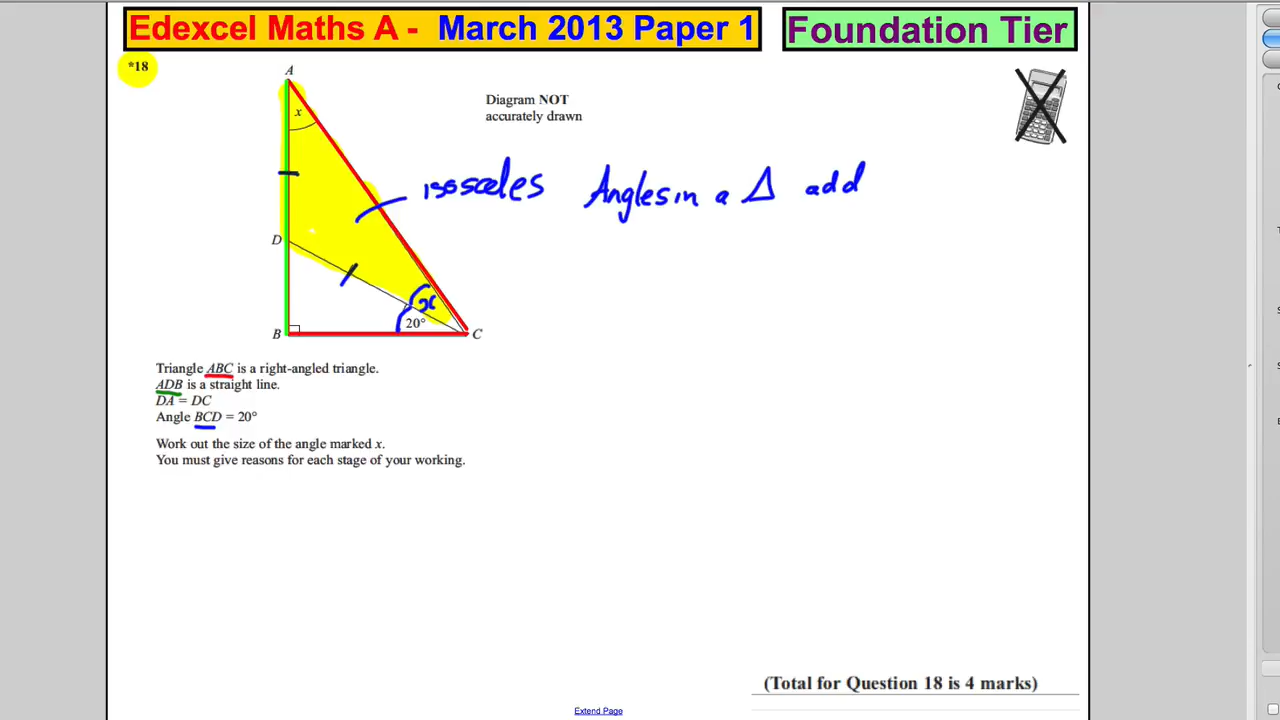 Edexcel Maths A - March 2013 Paper 1
Foundation Tier
*18
A
x
Diagram NOT
accurately drawn
isosceles Angles in a Δ add
D
x
20°
B
C
Triangle ABC is a right-angled triangle.
ADB is a straight line.
DA = DC
Angle BCD = 20°
Work out the size of the angle marked x.
You must give reasons for each stage of your working.
(Total for Question 18 is 4 marks)
Extend Page